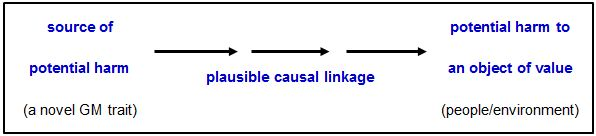 source of
potential harm
(a novel GM trait)
plausible causal linkage
potential harm to
an object of value
(people/environment)